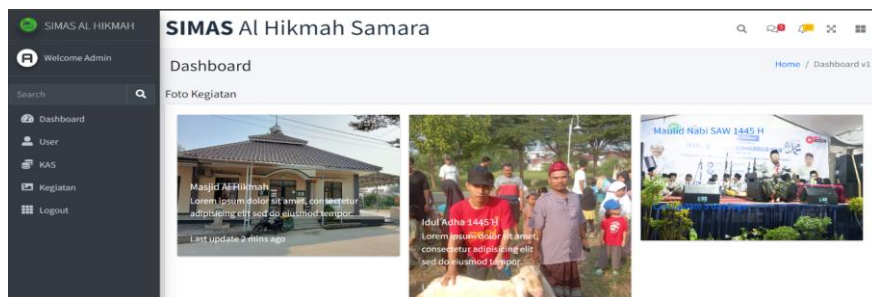 SIMAS AL HIKMAH
Welcome Admin
Search
Dashboard
User
KAS
Kegiatan
Logout
SIMAS Al Hikmah Samara
Dashboard
Home / Dashboard v1
Foto Kegiatan
Masjid Al Hikmah
Lorem ipsum dolor sit amet, consectetur
adipisicing elit sed do eiusmod tempor.
Last update 2 mins ago
Idul Adha 1445 H
Lorem ipsum dolor sit amet,
consectetur adipisicing elit
sed do eiusmod tempor.
Maulid Nabi SAW 1445 H